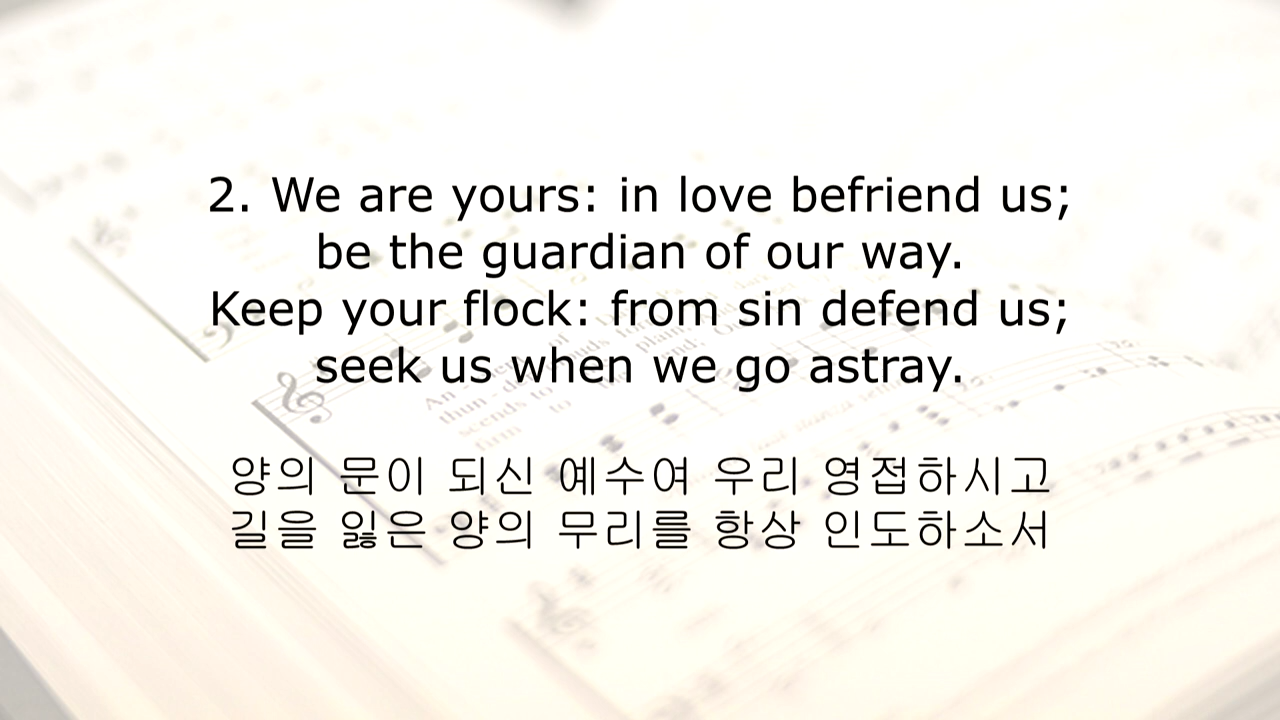 2. We are yours: in love befriend us;
be the guardian of our way.
Keep your flock: from sin defend us;
seek us when we go astray.
양의 문이 되신 예수여 우리 영접하시고
길을 잃은 양의 무리를 항상 인도하소서